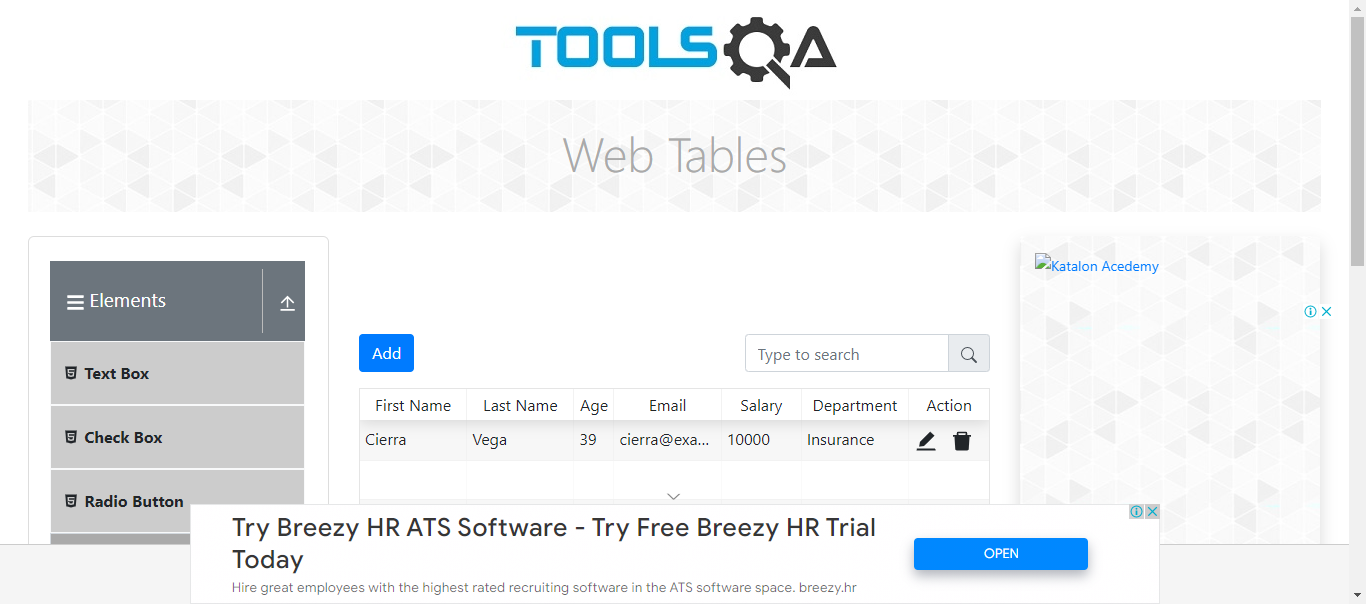 TOOLSQA
Web Tables
Elements
Text Box
Check Box
Radio Button
Add
Type to search
First Name Last Name Age Email Salary Department Action
Cierra Vega 39 cierra@exa... 10000 Insurance
Katalon Acedemy
Try Breezy HR ATS Software - Try Free Breezy HR Trial
Today
Hire great employees with the highest rated recruiting software in the ATS software space. breezy.hr
OPEN